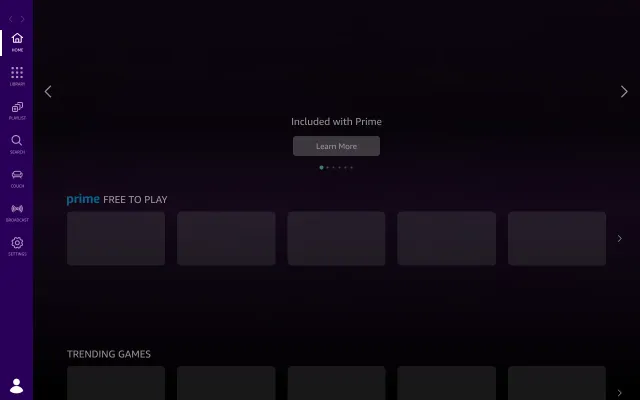 HOME
LIBRARY
PLAYLIST
SEARCH
COUCH
BROADCAST
SETTINGS
Included with Prime
Learn More
prime FREE TO PLAY
TRENDING GAMES